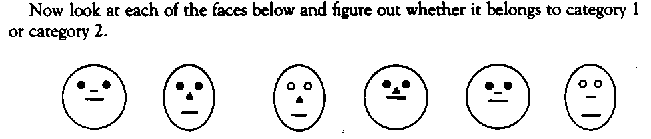 Now look at each of the faces below and figure out whether it belongs to category 1
or category 2.